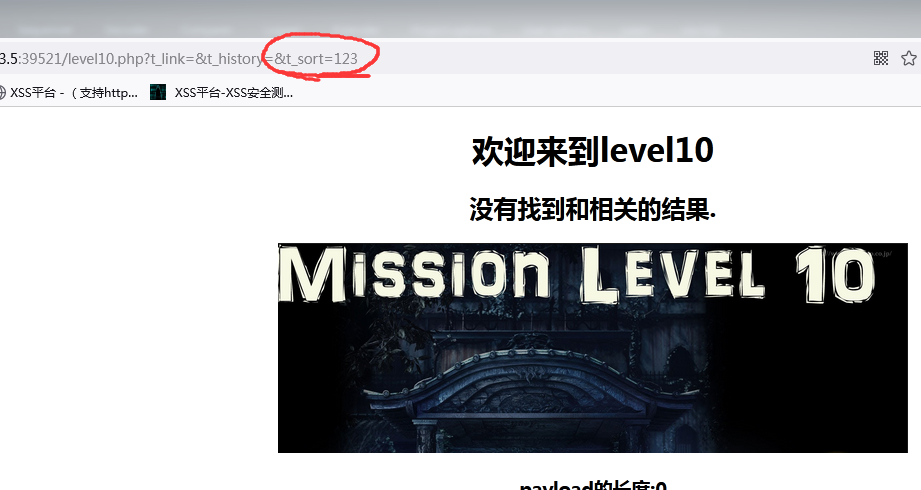 3.5:39521/level10.php?t_link=&t_history=&t_sort=123
XSS平台 -（支持http... XSS平台-XSS安全测...
欢迎来到level10
没有找到和相关的结果.
MISSION LEVEL 10
payload的长度:0